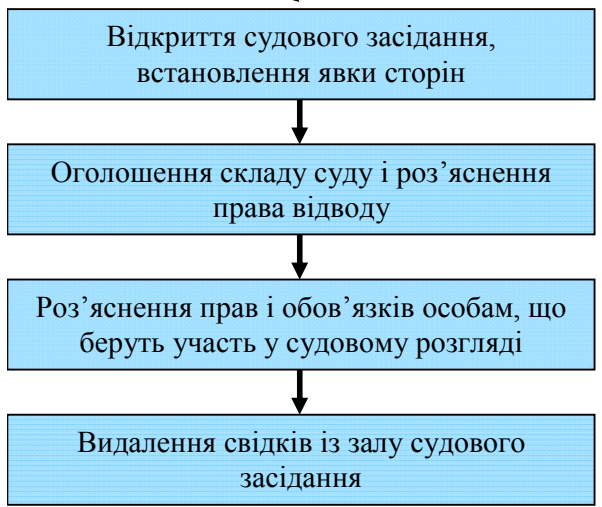 Відкриття судового засідання,
встановлення явки сторін
Оголошення складу суду і роз’яснення
права відводу
Роз’яснення прав і обов’язків особам, що
беруть участь у судовому розгляді
Видалення свідків із залу судового
засідання